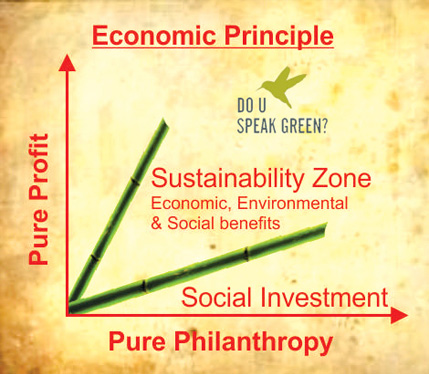 Economic Principle
DO U
SPEAK GREEN?
Pure Profit
Sustainability Zone
Economic, Environmental
& Social benefits
Social Investment
Pure Philanthropy